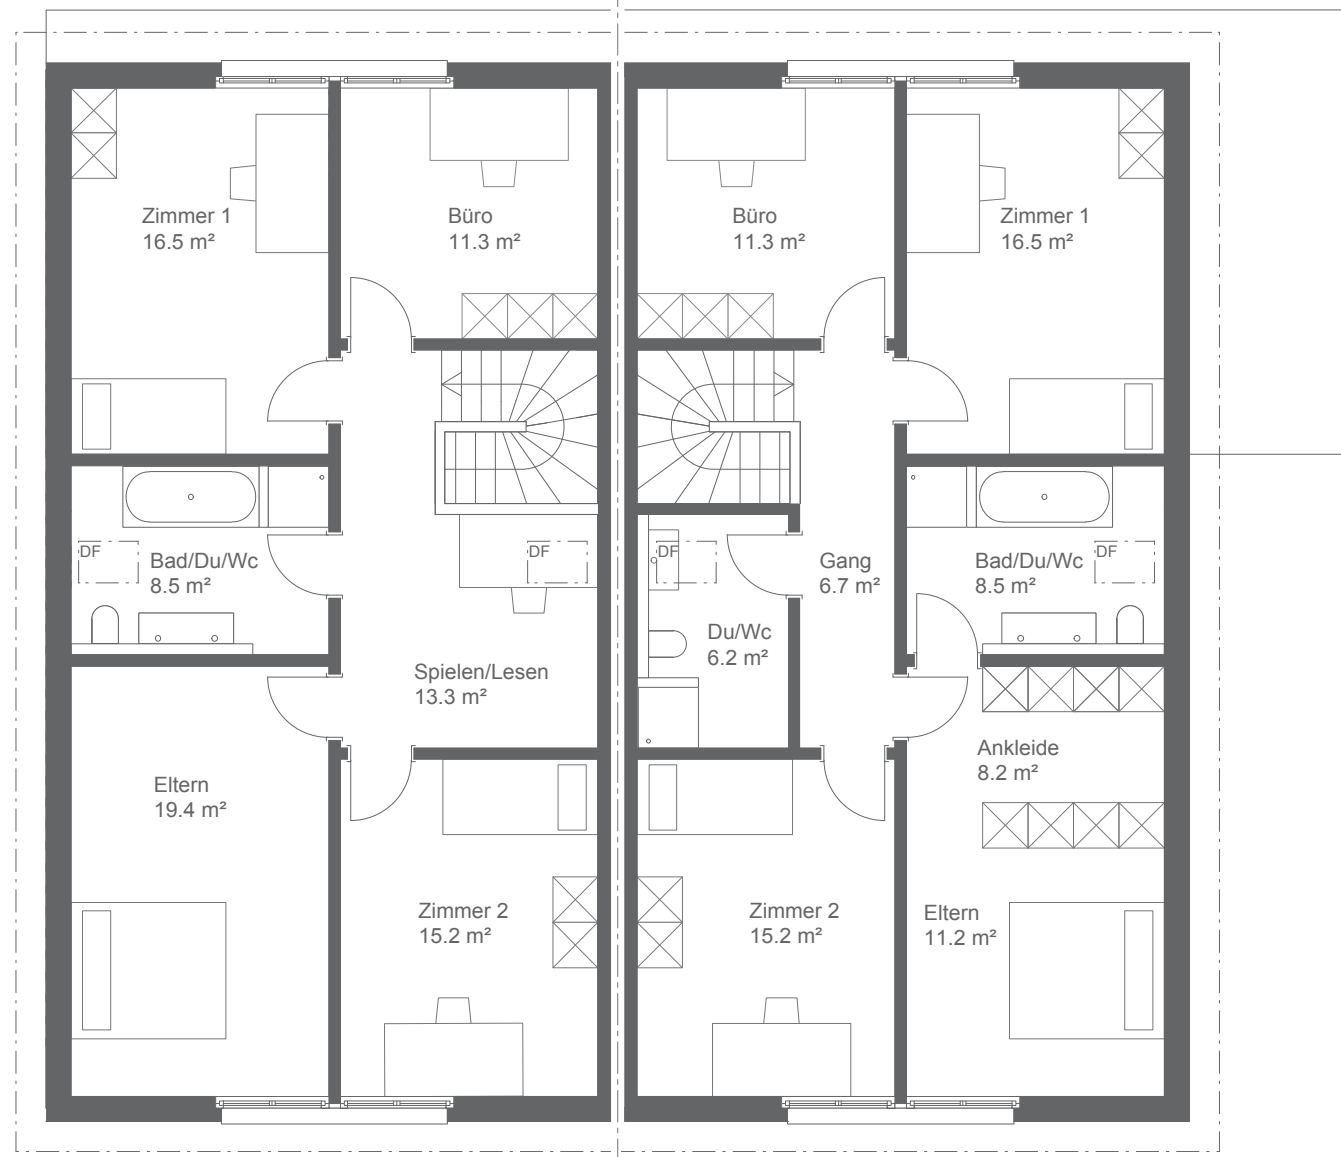 Zimmer 1
16.5 m²
Büro
11.3 m²
Büro
11.3 m²
Zimmer 1
16.5 m²
DF
Bad/Du/Wc
8.5 m²
DF
Spielen/Lesen
13.3 m²
DF
Du/Wc
6.2 m²
Gang
6.7 m²
Bad/Du/Wc
8.5 m²
DF
Eltern
19.4 m²
Zimmer 2
15.2 m²
Zimmer 2
15.2 m²
Ankleide
8.2 m²
Eltern
11.2 m²